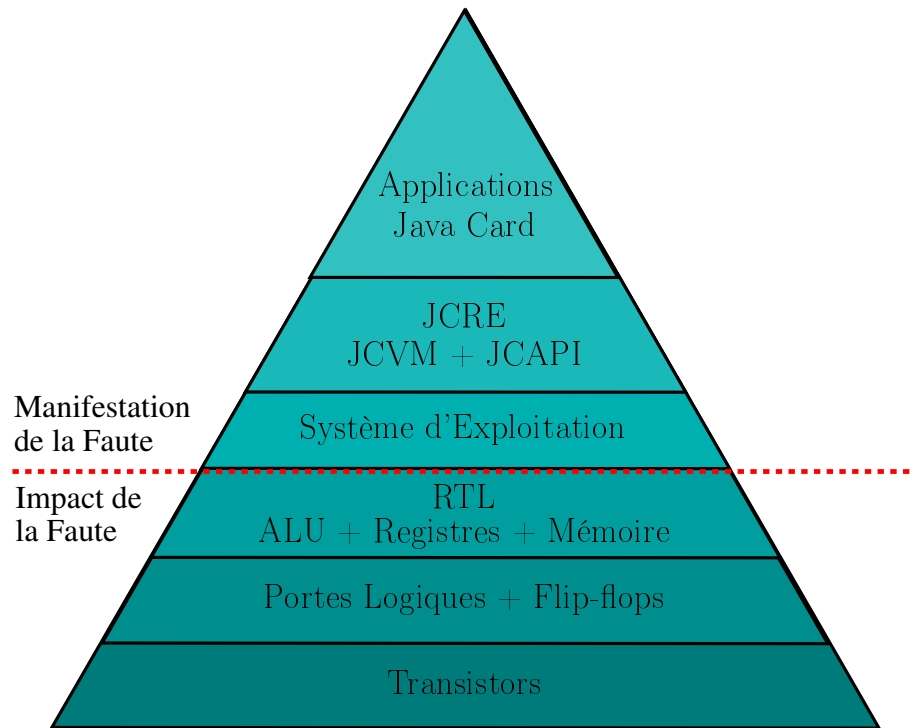 Applications
Java Card
JCRE
JCVM + JCAPI
Manifestation
de la Faute
Système d'Exploitation
Impact de
la Faute
RTL
ALU + Registres + Mémoire
Portes Logiques + Flip-flops
Transistors